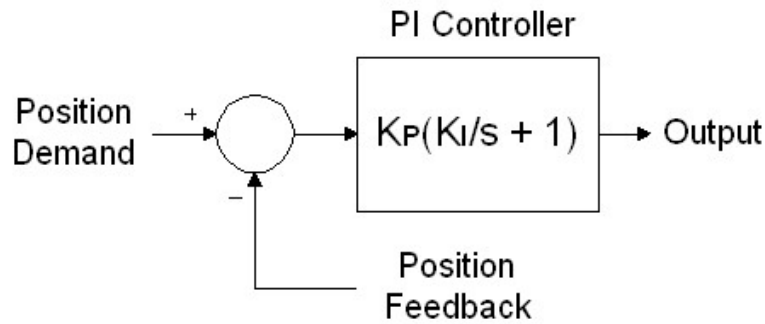 PI Controller
Position
Demand
+
−
KP(KI/s + 1)
Output
Position
Feedback